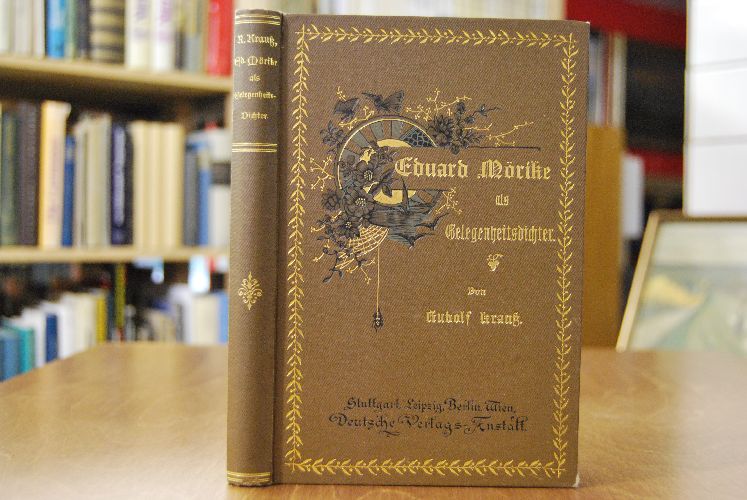 R. Krauß,
Ed. Mörike
als
Gelegenheits-
Dichter.
Eduard Mörike
als
Gelegenheitsdichter.
Von
Rudolf Krauß.
Stuttgart, Leipzig, Berlin, Wien,
Deutsche Verlags-Anstalt.